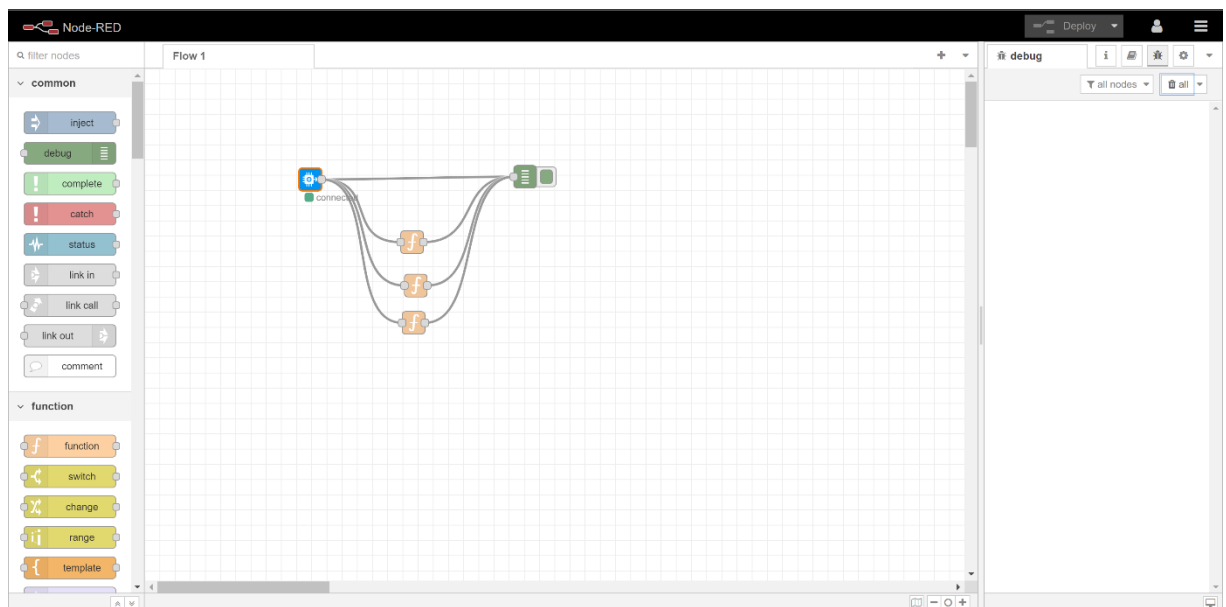 Node-RED
Deploy
filter nodes
Flow 1
debug
i
common
all nodes
all
inject
debug
complete
catch
status
link in
link call
link out
comment
connected
function
function
switch
change
range
template